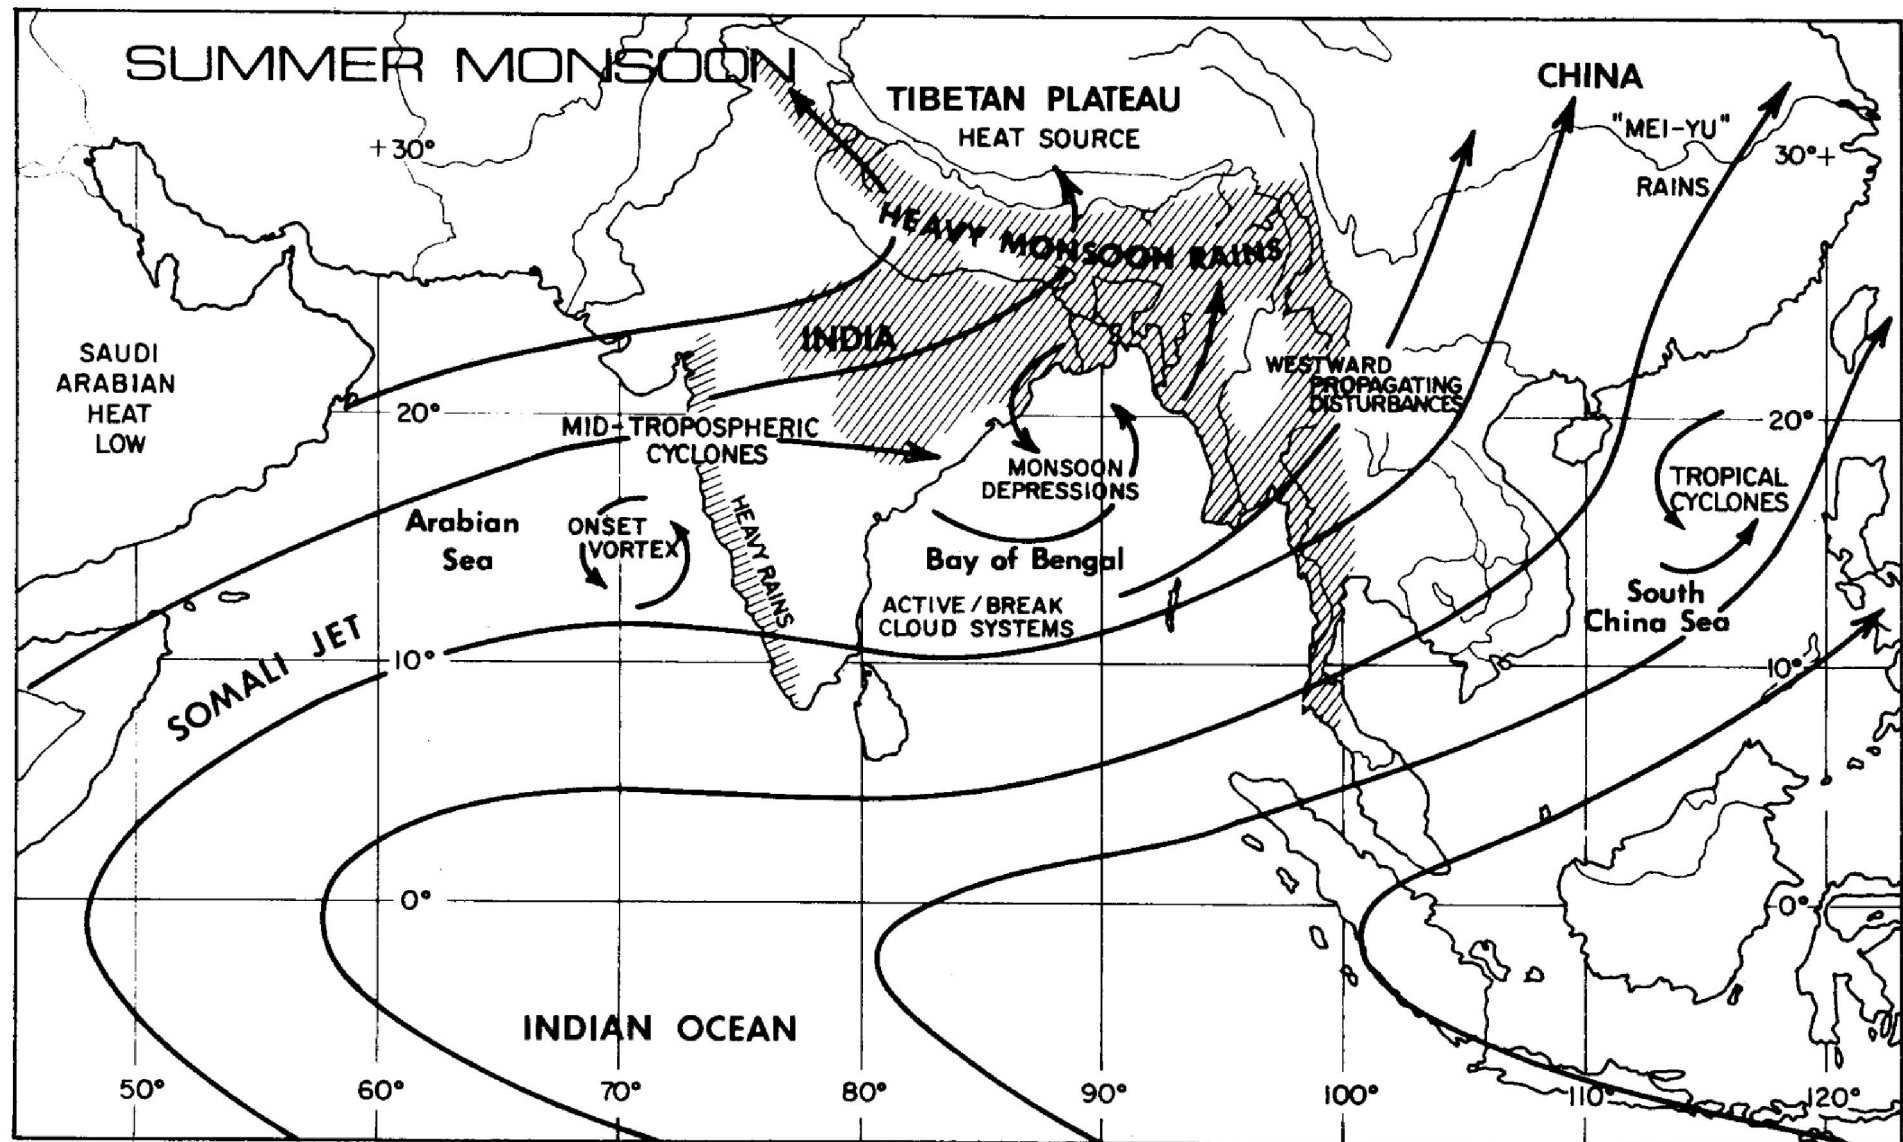 SUMMER MONSOON
CHINA
TIBETAN PLATEAU
HEAT SOURCE
"MEI-YU"
RAINS
+30°
30°+
HEAVY MONSOON RAINS
INDIA
SAUDI
ARABIAN
HEAT
LOW
WESTWARD
PROPAGATING
DISTURBANCES
20°
20°
MID-TROPOSPHERIC
CYCLONES
MONSOON
DEPRESSIONS
TROPICAL
CYCLONES
Arabian
Sea
ONSET
VORTEX
HEAVY RAINS
Bay of Bengal
ACTIVE/BREAK
CLOUD SYSTEMS
South
China Sea
SOMALI JET
10°
10°
0°
0°
INDIAN OCEAN
50°
60°
70°
80°
90°
100°
110°
120°